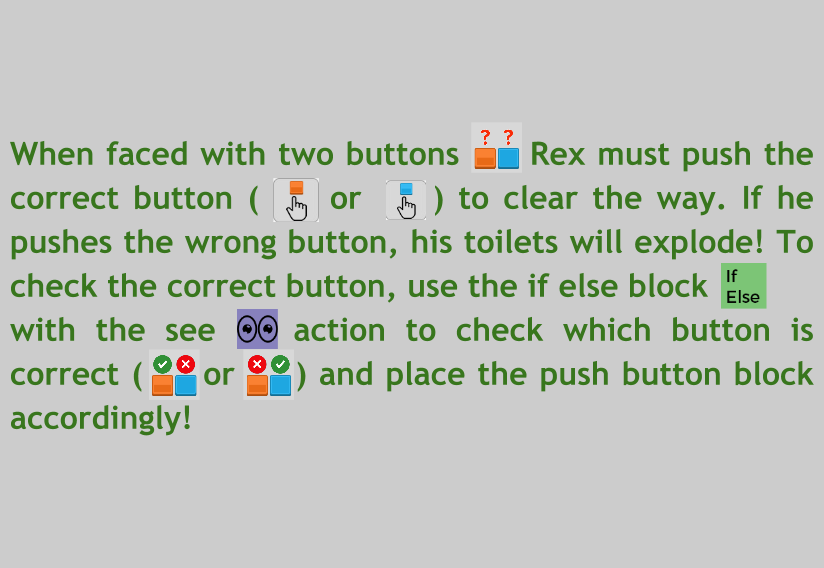 When faced with two buttons ? ? Rex must push the
correct button ( or ) to clear the way. If he
pushes the wrong button, his toilets will explode! To
check the correct button, use the if else block If Else
with the see action to check which button is
correct ( or ) and place the push button block
accordingly!